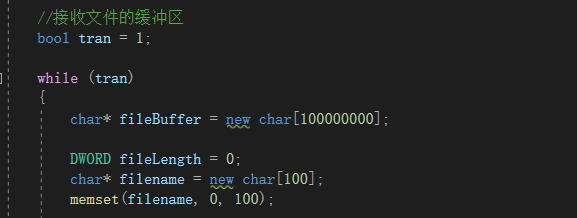 //接收文件的缓冲区
bool tran = 1;
while (tran)
{
char* fileBuffer = new char[100000000];
DWORD fileLength = 0;
char* filename = new char[100];
memset(filename, 0, 100);